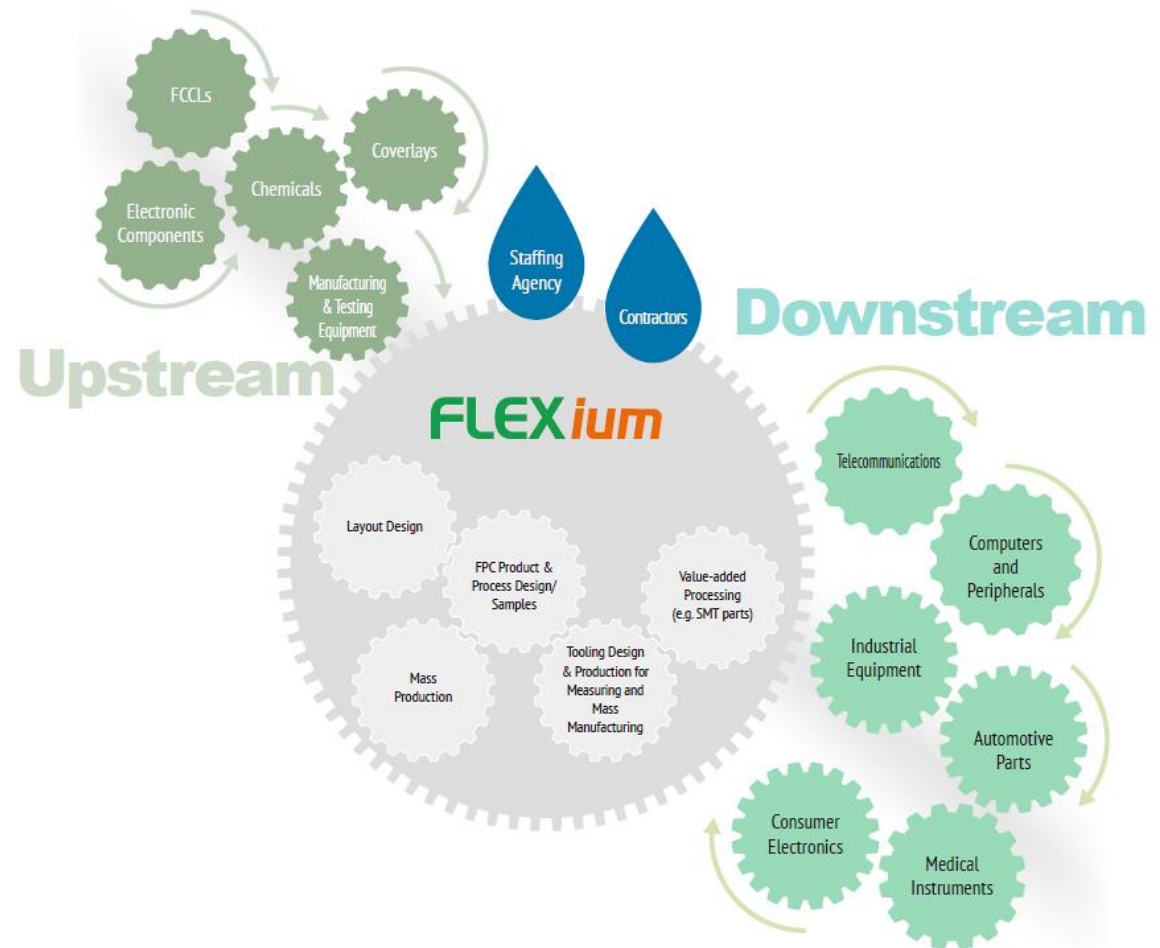 FCCLs
Coverlays
Chemicals
Electronic
Components
Manufacturing
& Testing
Equipment
Upstream
Staffing
Agency
Contractors
Downstream
FLEXium
Layout Design
FPC Product &
Process Design/
Samples
Value-added
Processing
(e.g. SMT parts)
Mass
Production
Tooling Design
& Production for
Measuring and
Mass
Manufacturing
Telecommunications
Computers
and
Peripherals
Industrial
Equipment
Automotive
Parts
Consumer
Electronics
Medical
Instruments